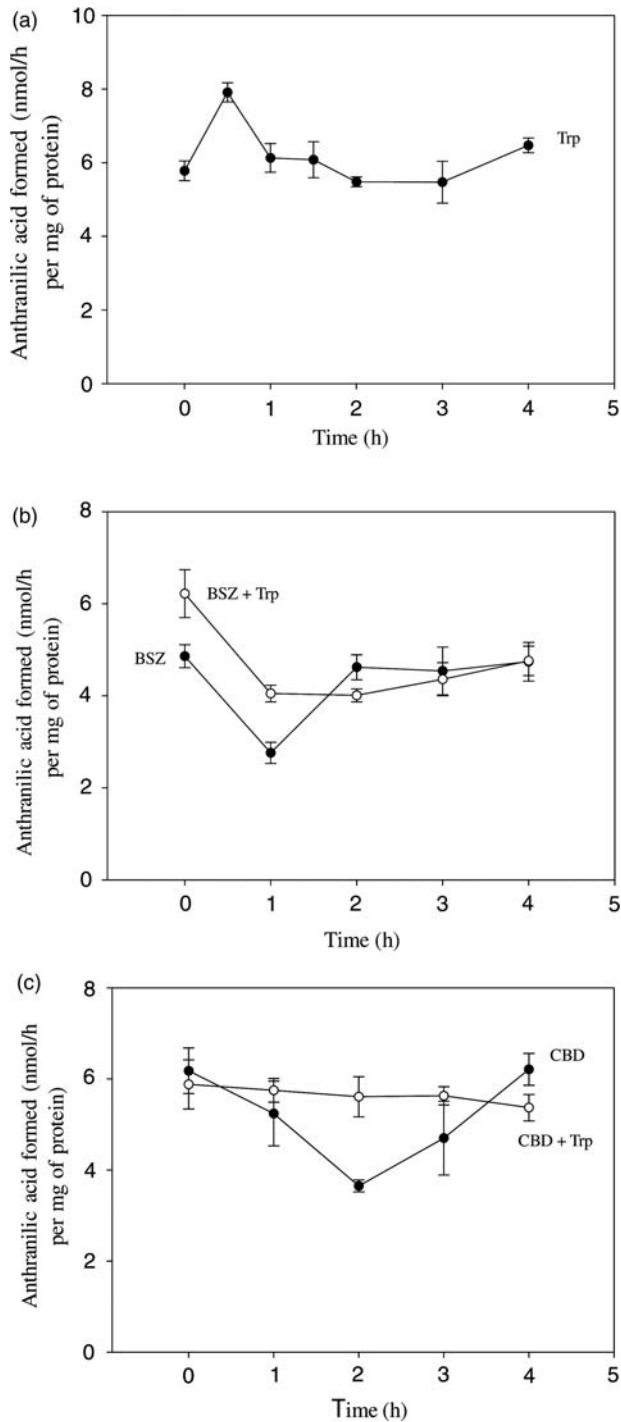 (a)
Anthranilic acid formed (nmol/h
per mg of protein)
10
8
6
4
2
0
Trp
0 1 2 3 4 5
Time (h)
(b)
Anthranilic acid formed (nmol/h
per mg of protein)
8
6
4
2
0
BSZ + Trp
BSZ
0 1 2 3 4 5
Time (h)
(c)
Anthranilic acid formed (nmol/h
per mg of protein)
8
6
4
2
0
CBD
CBD + Trp
0 1 2 3 4 5
Time (h)